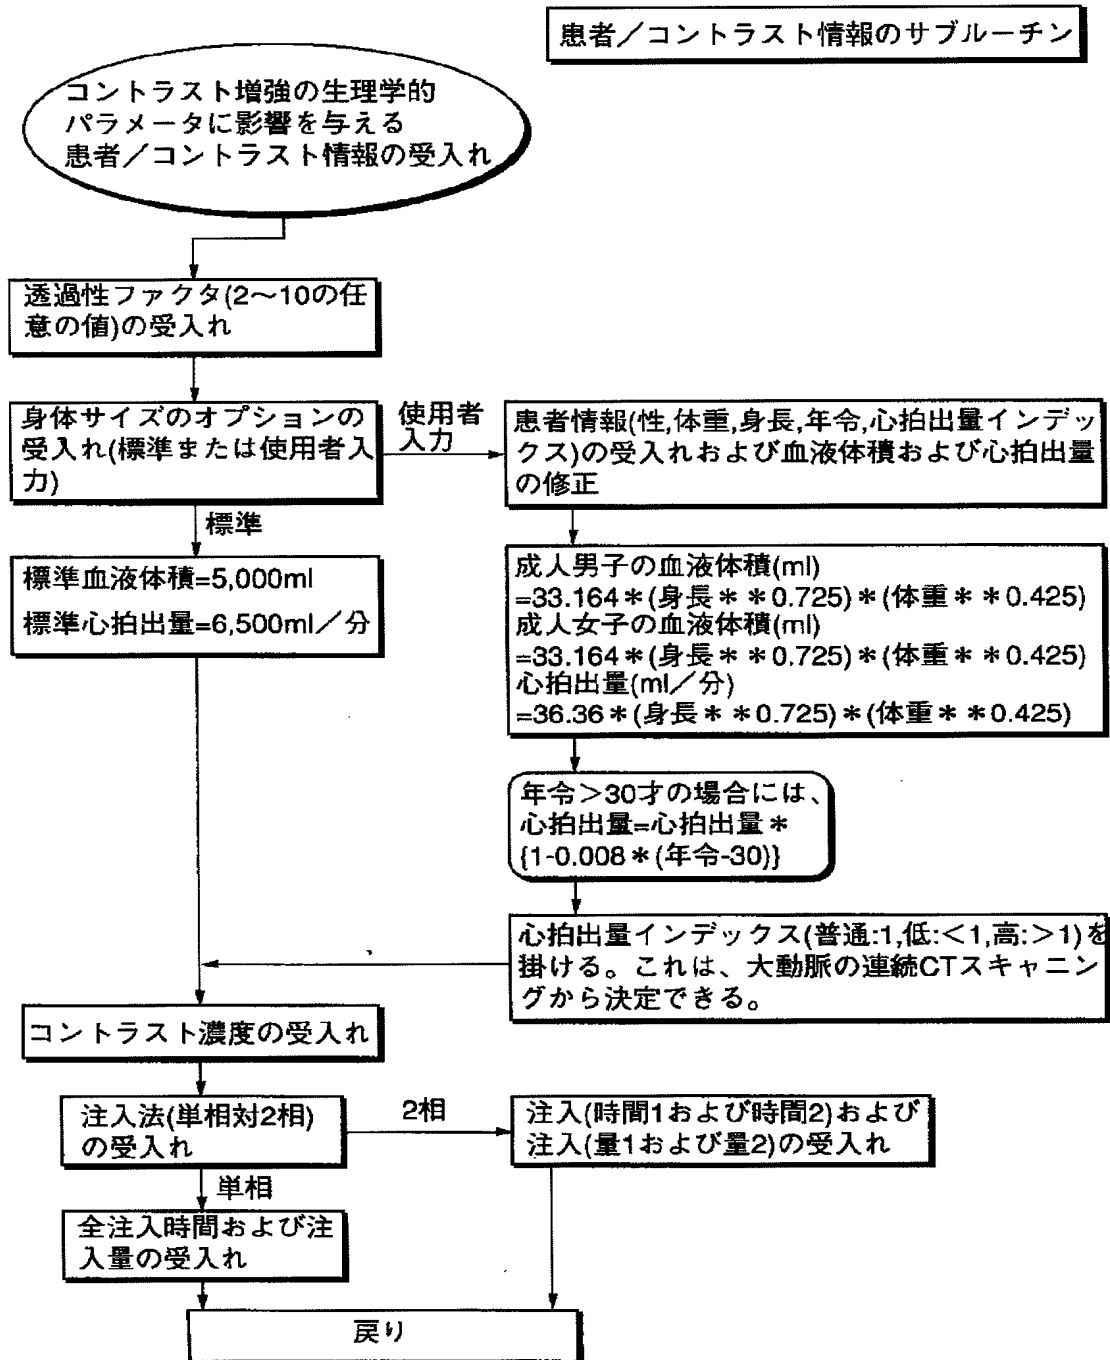 患者／コントラスト情報のサブルーチン
コントラスト増強の生理学的
パラメータに影響を与える
患者／コントラスト情報の受入れ
透過性ファクタ(2〜10の任
意の値)の受入れ
身体サイズのオプションの
受入れ(標準または使用者入
力)
使用者
入力
患者情報(性,体重,身長,年令,心拍出量インデッ
クス)の受入れおよび血液体積および心拍出量
の修正
標準
標準血液体積=5,000ml
標準心拍出量=6,500ml／分
成人男子の血液体積(ml)
=33.164＊(身長＊＊0.725)＊(体重＊＊0.425)
成人女子の血液体積(ml)
=33.164＊(身長＊＊0.725)＊(体重＊＊0.425)
心拍出量(ml／分)
=36.36＊(身長＊＊0.725)＊(体重＊＊0.425)
年令＞30才の場合には、
心拍出量=心拍出量＊
{1-0.008＊(年令-30)}
心拍出量インデックス(普通:1,低:＜1,高:＞1)を
掛ける。これは、大動脈の連続CTスキャニン
グから決定できる。
コントラスト濃度の受入れ
注入法(単相対2相)
の受入れ
2相
注入(時間1および時間2)および
注入(量1および量2)の受入れ
単相
全注入時間および注
入量の受入れ
戻り